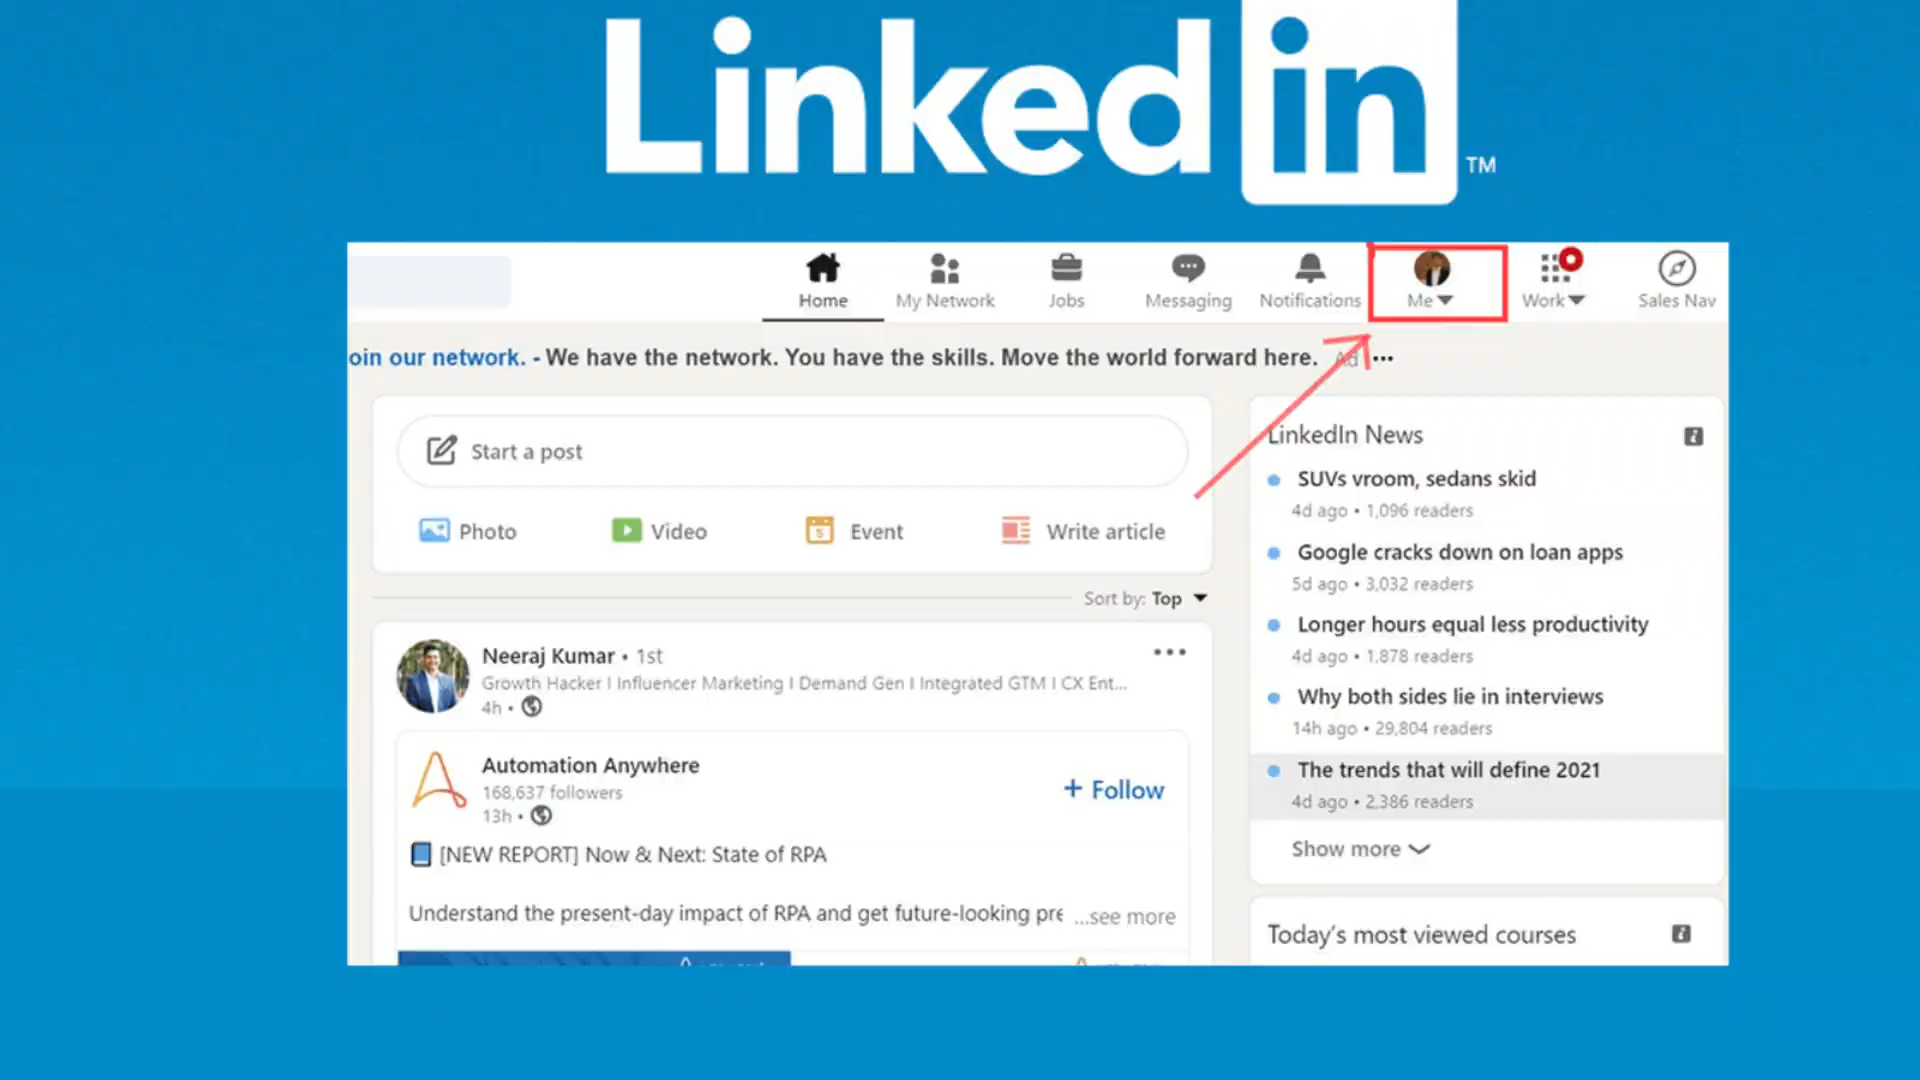 Linked in TM
Home
My Network
Jobs
Messaging
Notifications
Me
Work
Sales Nav
oin our network. - We have the network. You have the skills. Move the world forward here. Ad ...
Start a post
Photo
Video
5
Event
Write article
Sort by: Top
Neeraj Kumar • 1st
Growth Hacker I Influencer Marketing I Demand Gen I Integrated GTM I CX Ent...
4h •
Automation Anywhere
168,637 followers
13h •
+ Follow
[NEW REPORT] Now & Next: State of RPA
Understand the present-day impact of RPA and get future-looking pre ...see more
LinkedIn News
SUVs vroom, sedans skid
4d ago • 1,096 readers
Google cracks down on loan apps
5d ago • 3,032 readers
Longer hours equal less productivity
4d ago • 1,878 readers
Why both sides lie in interviews
14h ago • 29,804 readers
The trends that will define 2021
4d ago • 2,386 readers
Show more
Today's most viewed courses